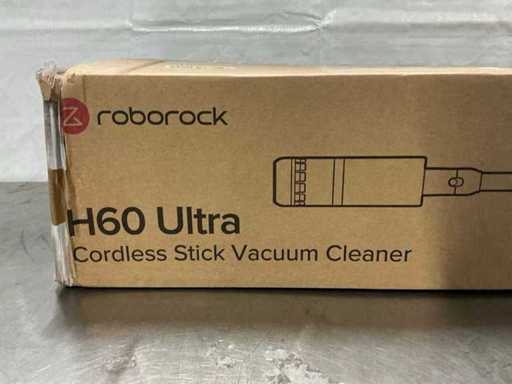 roborock
H60 Ultra
Cordless Stick Vacuum Cleaner